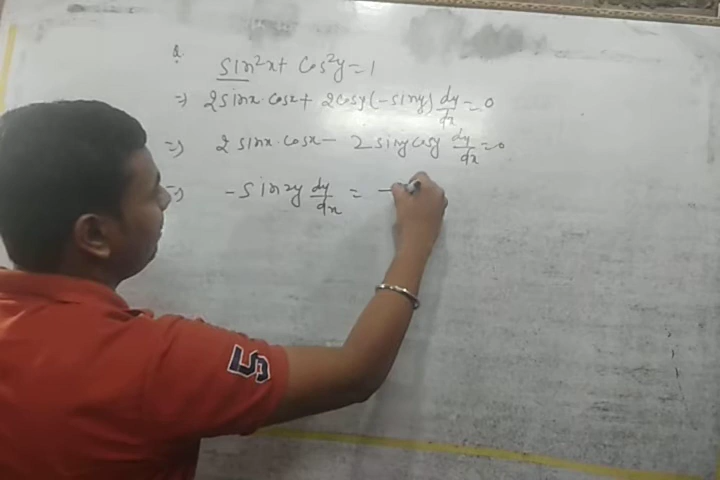 Q.
sin²x + cos²y = 1
⇒ 2sinx·cosx + 2cosy(-siny) dy/dx = 0
⇒ 2 sinx·cosx - 2 siny cosy dy/dx = 0
⇒ -sin2y dy/dx = -
5